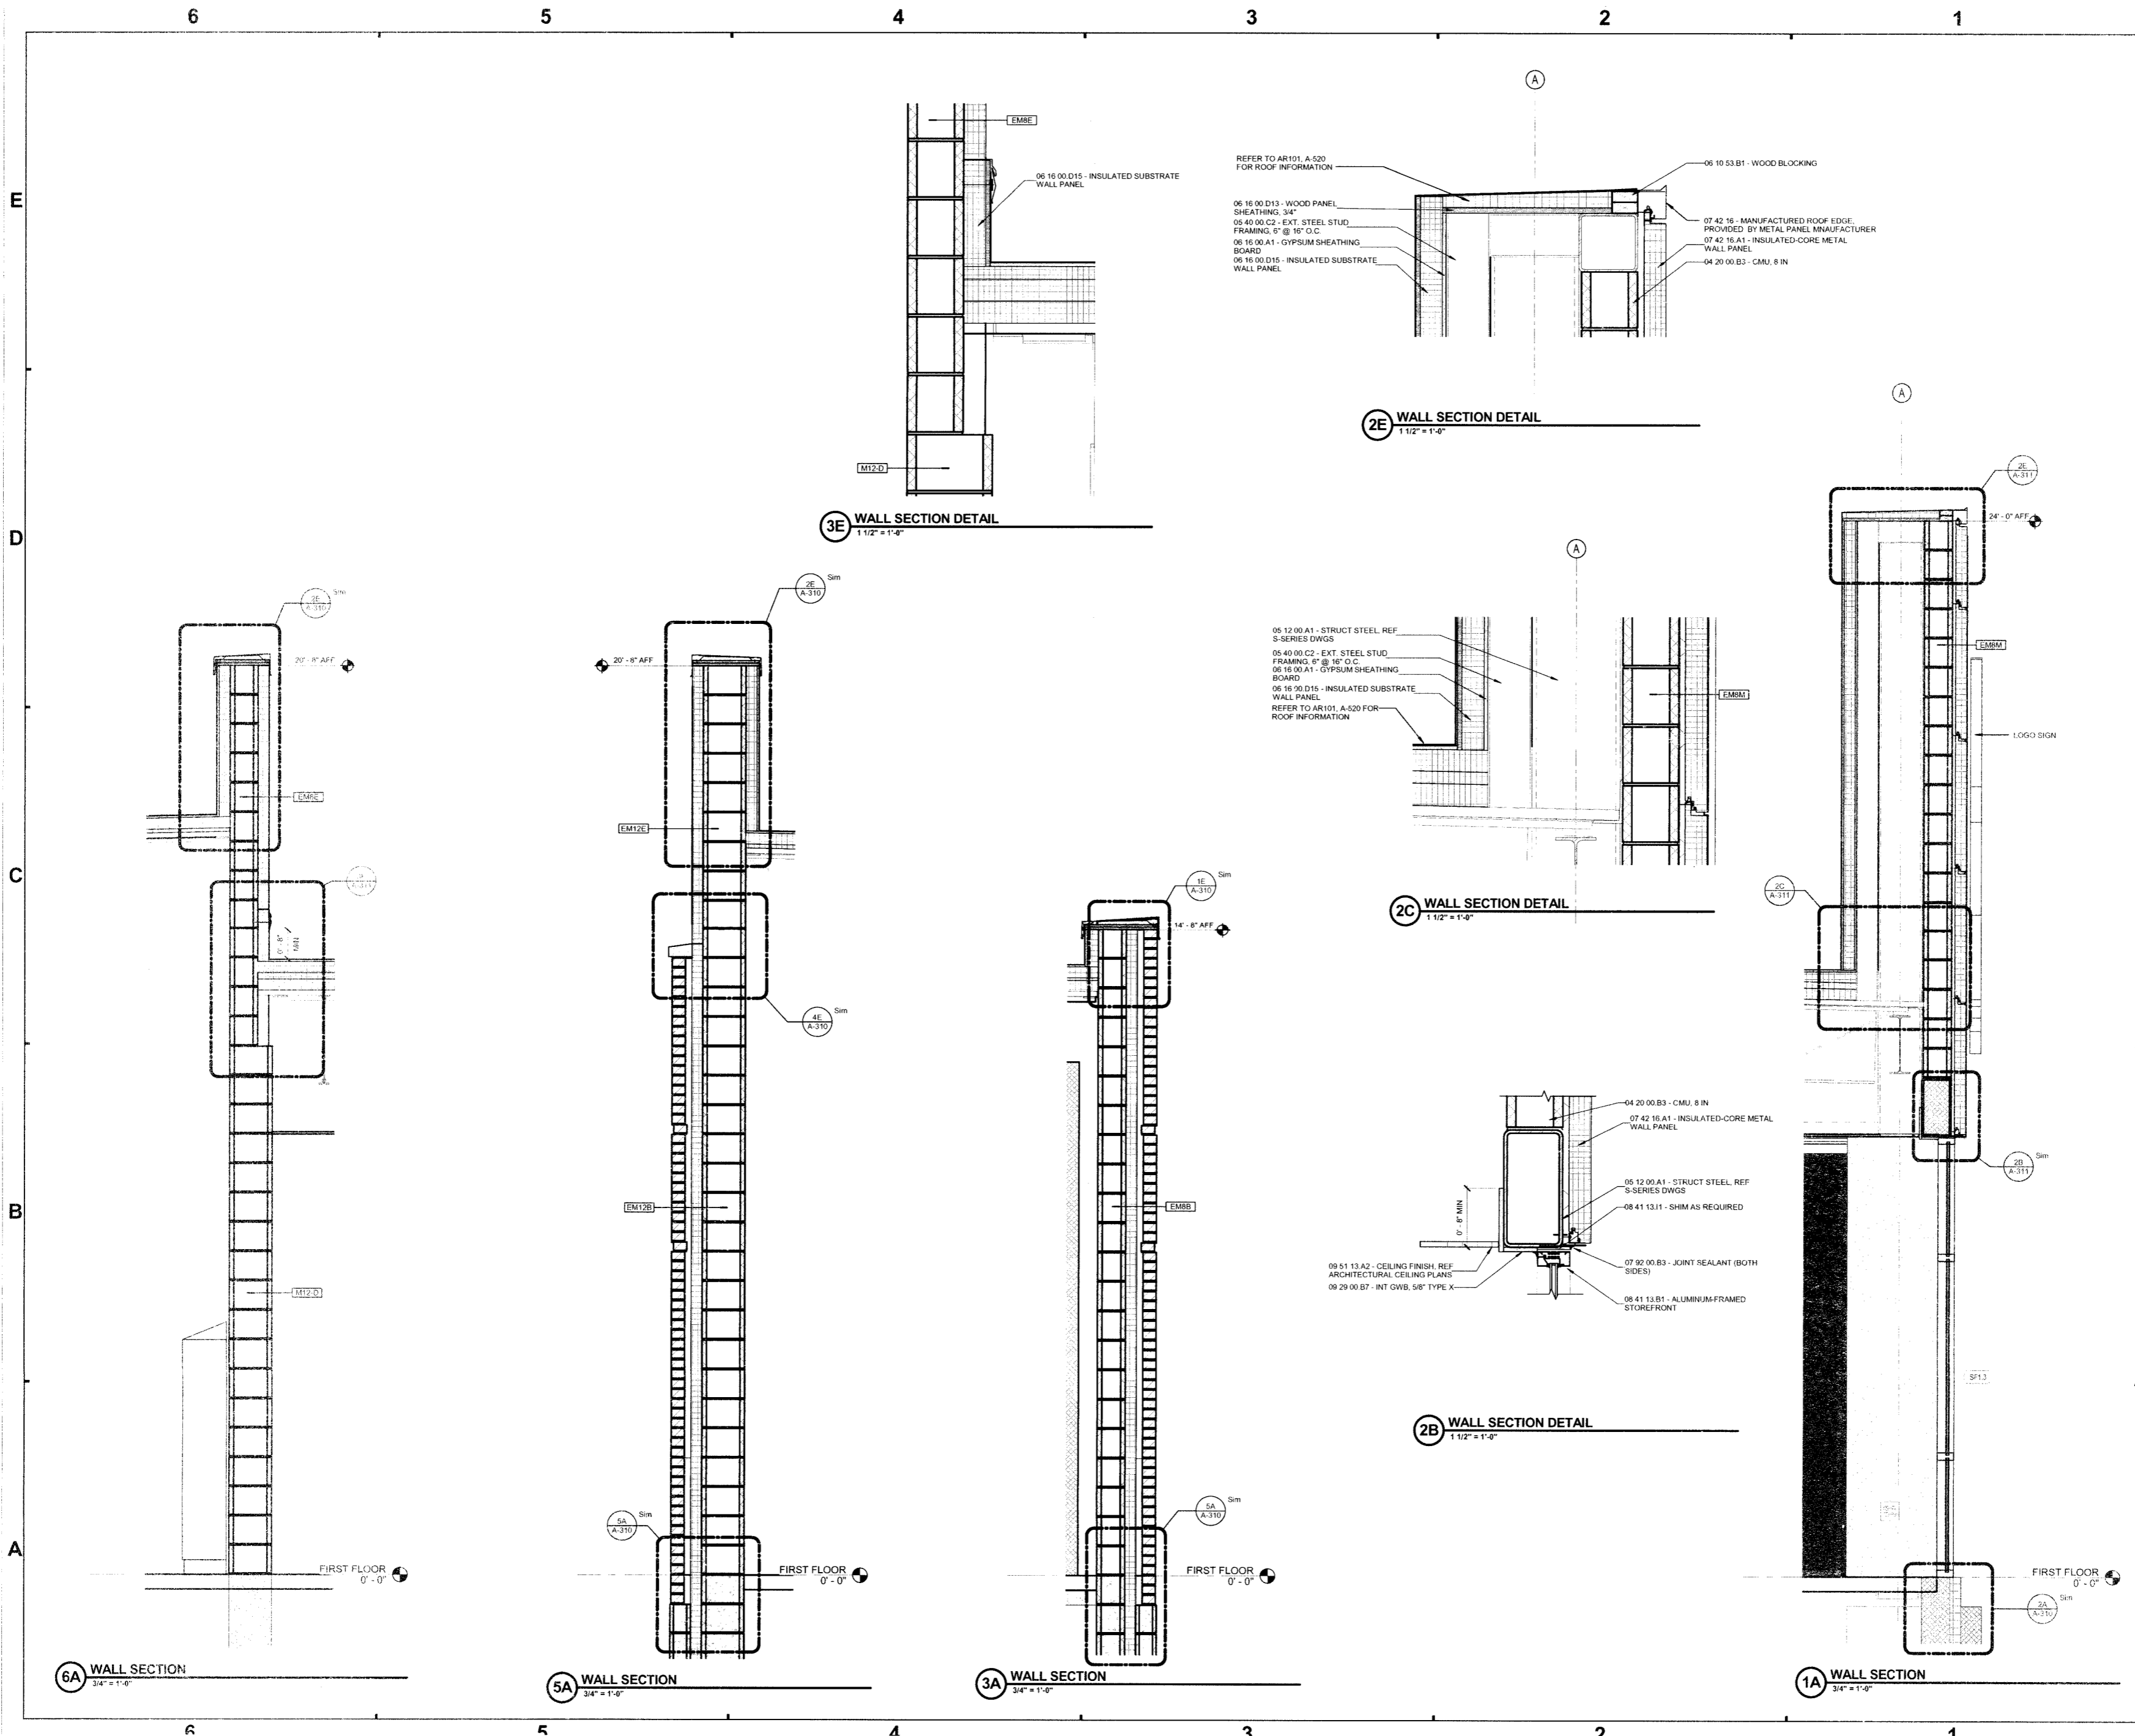 6 5 4 3 2 1
E
D
C
B
A
EM8E
06 16 00.D15 - INSULATED SUBSTRATE
WALL PANEL
M12-D
3E WALL SECTION DETAIL
1 1/2" = 1'-0"
A
REFER TO AR101, A-520
FOR ROOF INFORMATION
06 16 00.D13 - WOOD PANEL
SHEATHING, 3/4"
05 40 00.C2 - EXT. STEEL STUD
FRAMING, 6" @ 16" O.C.
06 16 00.A1 - GYPSUM SHEATHING
BOARD
06 16 00.D15 - INSULATED SUBSTRATE
WALL PANEL
06 10 53.B1 - WOOD BLOCKING
07 42 16 - MANUFACTURED ROOF EDGE,
PROVIDED BY METAL PANEL MNAUFACTURER
07 42 16.A1 - INSULATED-CORE METAL
WALL PANEL
04 20 00.B3 - CMU, 8 IN
2E WALL SECTION DETAIL
1 1/2" = 1'-0"
A
05 12 00.A1 - STRUCT STEEL, REF
S-SERIES DWGS
05 40 00.C2 - EXT. STEEL STUD
FRAMING, 6" @ 16" O.C.
06 16 00.A1 - GYPSUM SHEATHING
BOARD
06 16 00.D15 - INSULATED SUBSTRATE
WALL PANEL
REFER TO AR101, A-520 FOR
ROOF INFORMATION
EM8M
2C WALL SECTION DETAIL
1 1/2" = 1'-0"
04 20 00.B3 - CMU, 8 IN
07 42 16.A1 - INSULATED-CORE METAL
WALL PANEL
05 12 00.A1 - STRUCT STEEL, REF
S-SERIES DWGS
08 41 13.I1 - SHIM AS REQUIRED
0' - 8" MIN
09 51 13.A2 - CEILING FINISH, REF
ARCHITECTURAL CEILING PLANS
09 29 00.B7 - INT GWB, 5/8" TYPE X
07 92 00.B3 - JOINT SEALANT (BOTH
SIDES)
08 41 13.B1 - ALUMINUM-FRAMED
STOREFRONT
2B WALL SECTION DETAIL
1 1/2" = 1'-0"
2E Sim
A-310
20' - 8" AFF
EM8E
0' - 8"
MIN
M12-D
FIRST FLOOR
0' - 0"
6A WALL SECTION
3/4" = 1'-0"
2E Sim
A-310
20' - 8" AFF
EM12E
4E Sim
A-310
EM12B
5A Sim
A-310
FIRST FLOOR
0' - 0"
5A WALL SECTION
3/4" = 1'-0"
1E Sim
A-310
14' - 8" AFF
EM8B
5A Sim
A-310
FIRST FLOOR
0' - 0"
3A WALL SECTION
3/4" = 1'-0"
A
2E
A-311
24' - 0" AFF
EM8M
LOGO SIGN
2C
A-311
2B Sim
A-311
SF1.3
FIRST FLOOR
0' - 0"
2A Sim
A-310
1A WALL SECTION
3/4" = 1'-0"
6 5 4 3 2 1